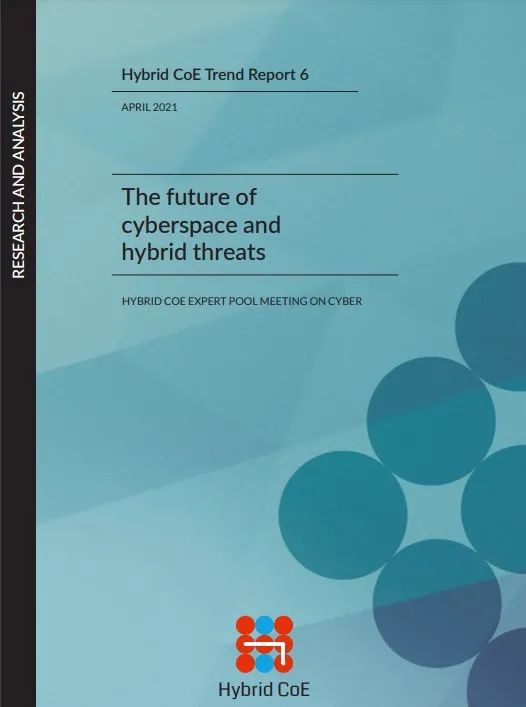 RESEARCH AND ANALYSIS
Hybrid CoE Trend Report 6
APRIL 2021
The future of
cyberspace and
hybrid threats
HYBRID COE EXPERT POOL MEETING ON CYBER
Hybrid CoE